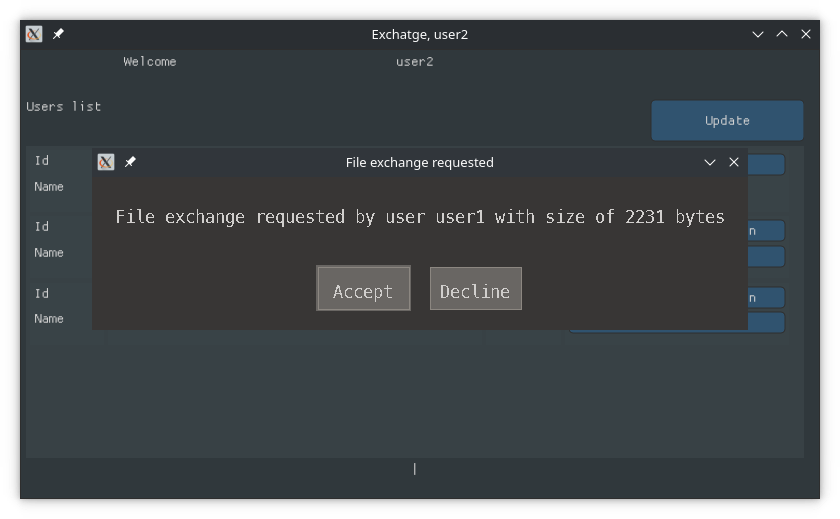 Exchatge, user2
Welcome user2
Users list
Update
Id
Name
File exchange requested
File exchange requested by user user1 with size of 2231 bytes
Id
n
Name
Accept Decline
Id
n
Name